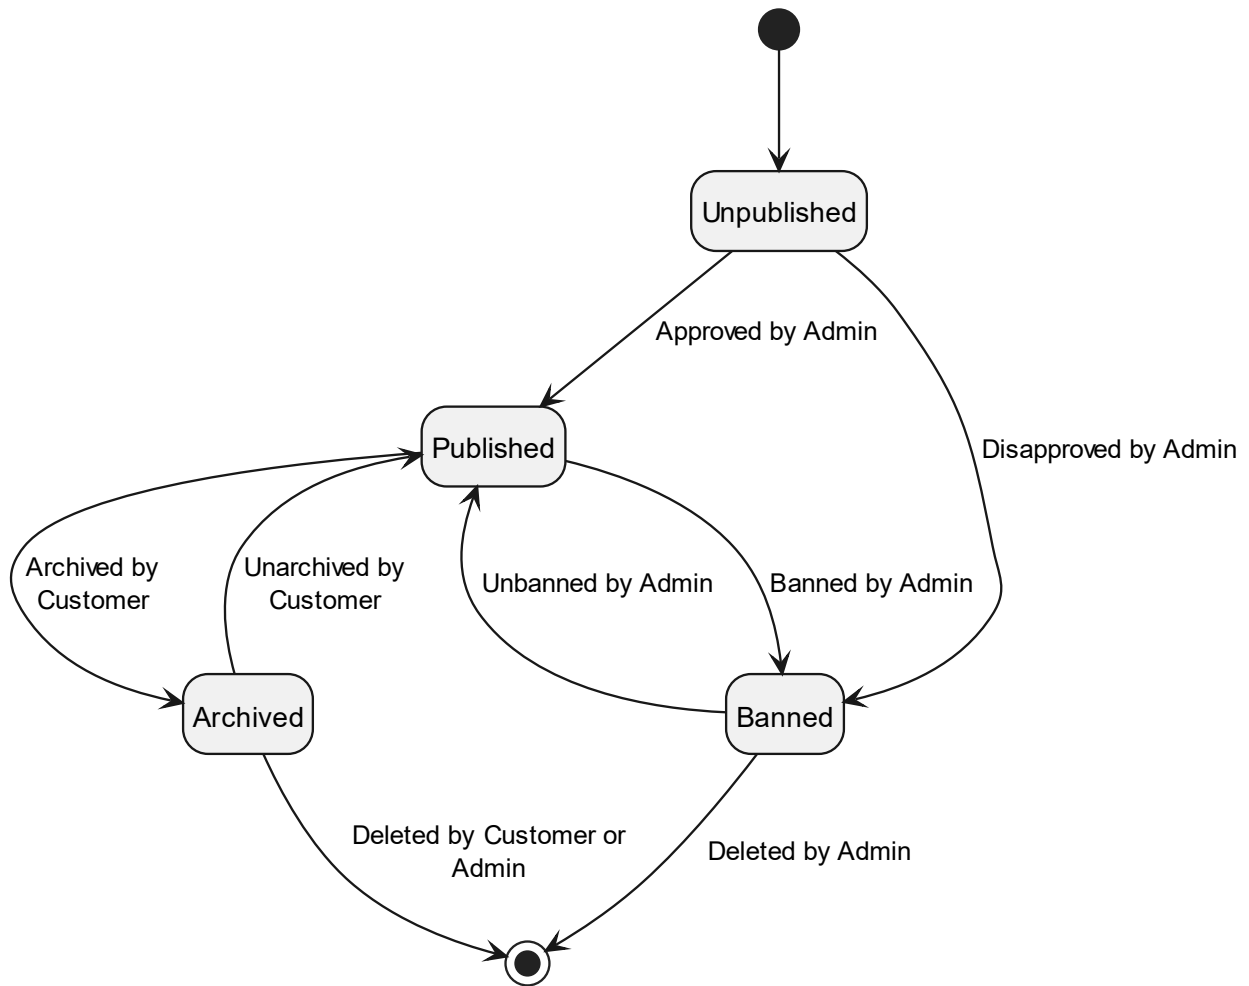 Unpublished
Approved by Admin
Published
Disapproved by Admin
Archived by
Customer
Unarchived by
Customer
Unbanned by Admin
Banned by Admin
Archived
Banned
Deleted by Customer or
Admin
Deleted by Admin